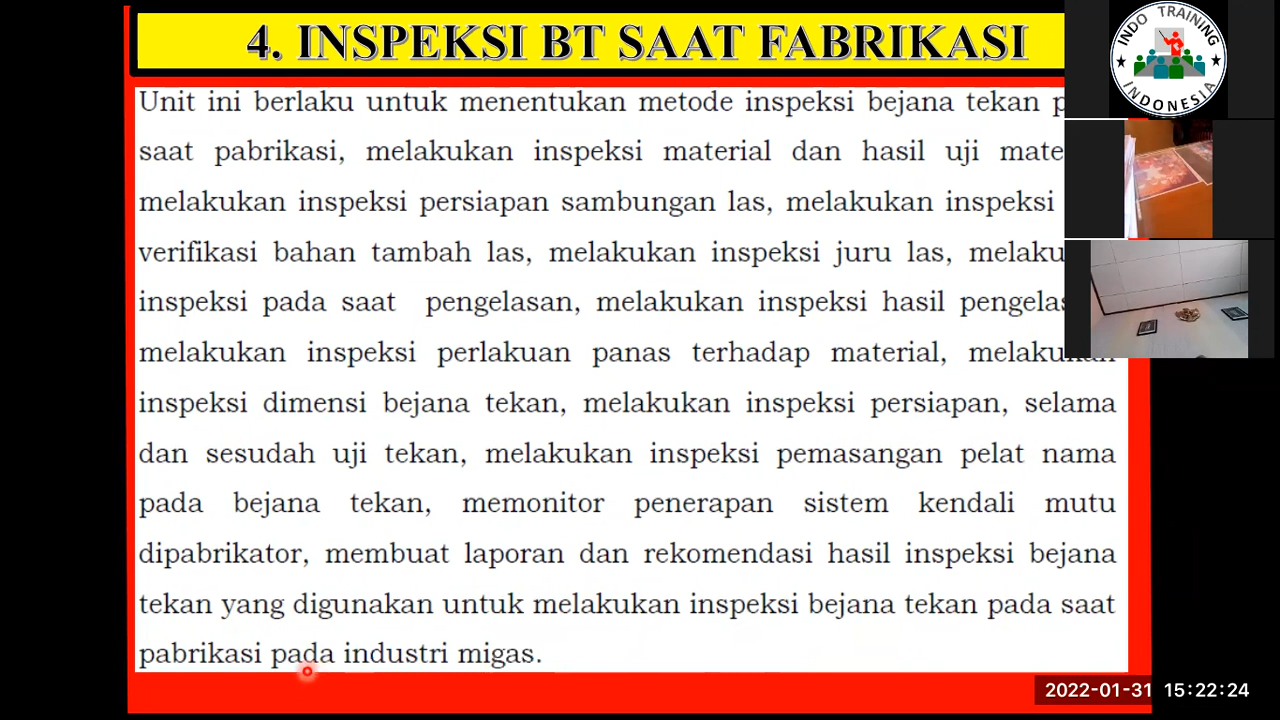 4. INSPEKSI BT SAAT FABRIKASI
Unit ini berlaku untuk menentukan metode inspeksi bejana tekan
saat pabrikasi, melakukan inspeksi material dan hasil uji
melakukan inspeksi persiapan sambungan las, melakukan inspeksi
verifikasi bahan tambah las, melakukan inspeksi juru las,
inspeksi pada saat pengelasan, melakukan inspeksi hasil
melakukan inspeksi perlakuan panas terhadap material, melakukan
inspeksi dimensi bejana tekan, melakukan inspeksi persiapan, selama
dan sesudah uji tekan, melakukan inspeksi pemasangan pelat nama
pada bejana tekan, memonitor penerapan sistem kendali mutu
dipabrikator, membuat laporan dan rekomendasi hasil inspeksi bejana
tekan yang digunakan untuk melakukan inspeksi bejana tekan pada saat
pabrikasi pada industri migas.
INDO TRAINING
INDONESIA
2022-01-31 15:22:24